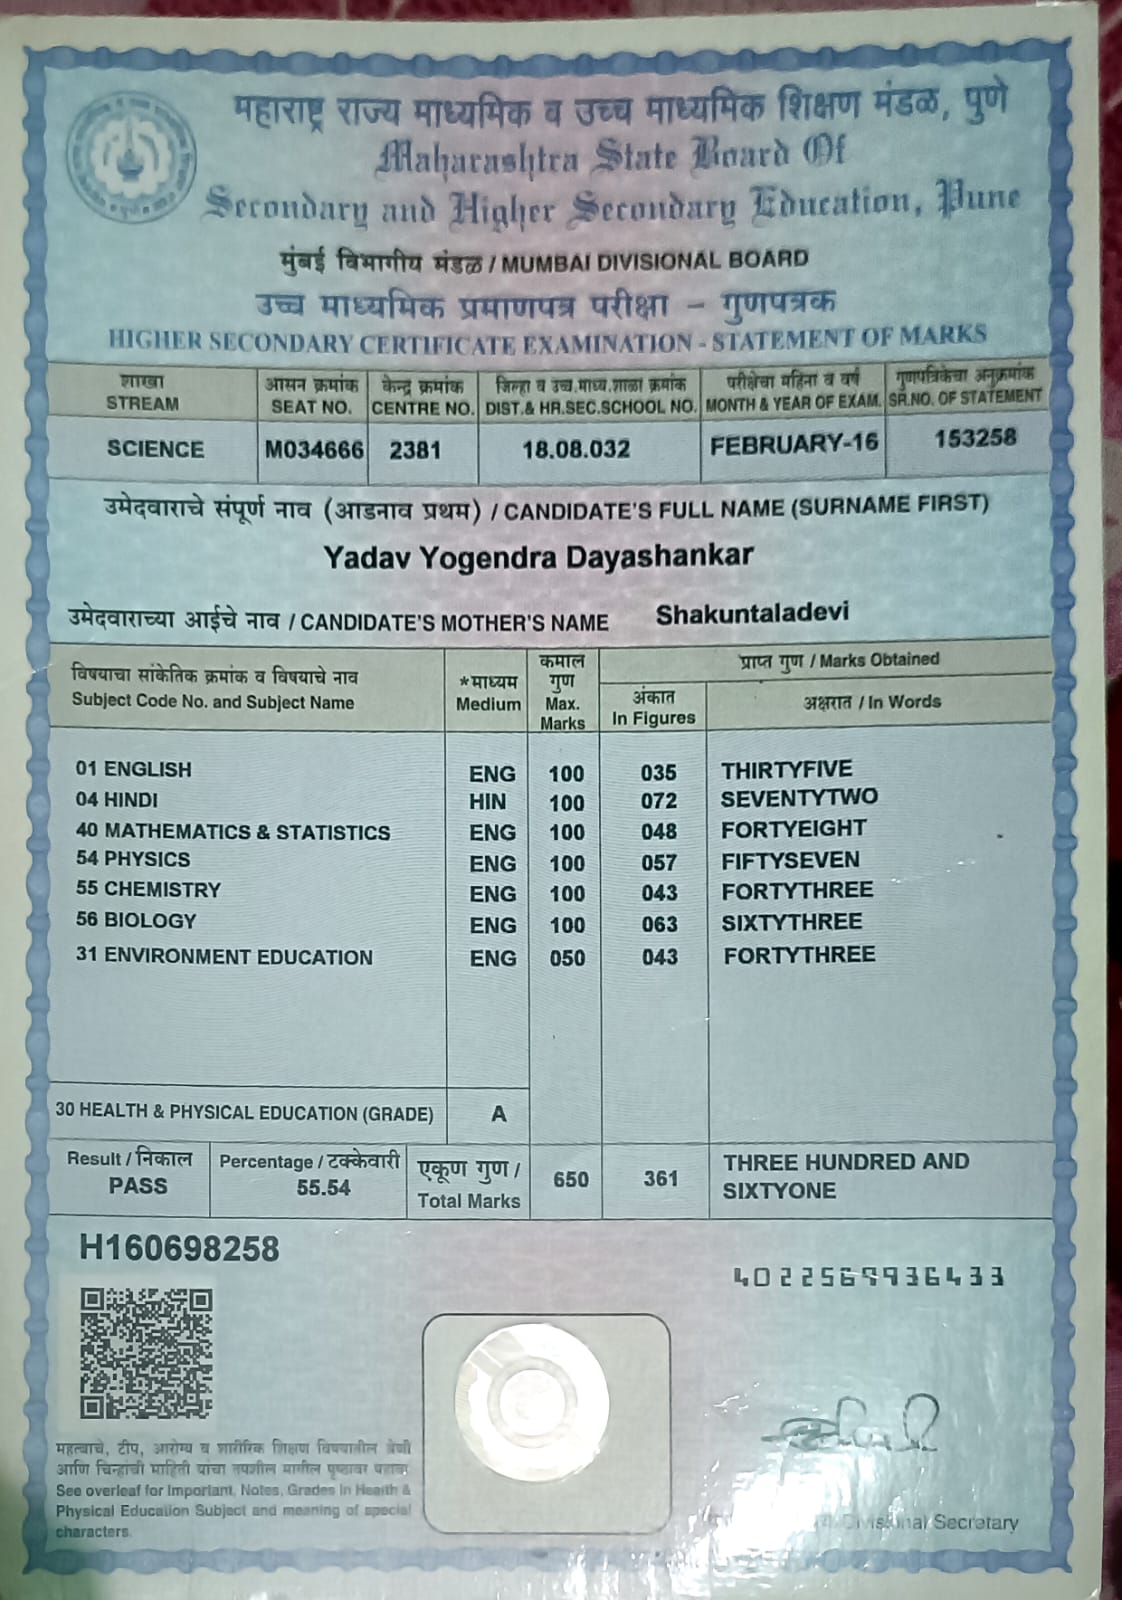 महाराष्ट्र राज्य माध्यमिक व उच्च माध्यमिक शिक्षण मंडळ, पुणे
Maharashtra State Board Of
Secondary and Higher Secondary Education, Pune
मुंबई विभागीय मंडळ / MUMBAI DIVISIONAL BOARD
उच्च माध्यमिक प्रमाणपत्र परीक्षा - गुणपत्रक
HIGHER SECONDARY CERTIFICATE EXAMINATION - STATEMENT OF MARKS
शाखा आसन क्रमांक केन्द्र क्रमांक जिल्हा व उच्च.माध्य.शाळा क्रमांक परीक्षेचा महिना व वर्ष गुणपत्रिकेचा अनुक्रमांक
STREAM SEAT NO. CENTRE NO. DIST.& HR.SEC.SCHOOL NO. MONTH & YEAR OF EXAM. SR.NO. OF STATEMENT
SCIENCE M034666 2381 18.08.032 FEBRUARY-16 153258
उमेदवाराचे संपूर्ण नाव (आडनाव प्रथम) / CANDIDATE'S FULL NAME (SURNAME FIRST)
Yadav Yogendra Dayashankar
उमेदवाराच्या आईचे नाव / CANDIDATE'S MOTHER'S NAME Shakuntaladevi
विषयाचा सांकेतिक क्रमांक व विषयाचे नाव
Subject Code No. and Subject Name
*माध्यम
Medium
कमाल
गुण
Max.
Marks
प्राप्त गुण / Marks Obtained
अंकात
In Figures
अक्षरात / In Words
01 ENGLISH ENG 100 035 THIRTYFIVE
04 HINDI HIN 100 072 SEVENTYTWO
40 MATHEMATICS & STATISTICS ENG 100 048 FORTYEIGHT
54 PHYSICS ENG 100 057 FIFTYSEVEN
55 CHEMISTRY ENG 100 043 FORTYTHREE
56 BIOLOGY ENG 100 063 SIXTYTHREE
31 ENVIRONMENT EDUCATION ENG 050 043 FORTYTHREE
30 HEALTH & PHYSICAL EDUCATION (GRADE) A
Result / निकाल
PASS
Percentage / टक्केवारी
55.54
एकूण गुण /
Total Marks
650 361
THREE HUNDRED AND
SIXTYONE
H160698258
4022569936433
महत्वाचे, टीप, आरोग्य व शारीरिक शिक्षण विषयातील श्रेणी
आणि चिन्हांची माहिती यांचा तपशील मागील पृष्ठावर पहावा
See overleaf for Important, Notes, Grades in Health &
Physical Education Subject and meaning of special
characters.
Divisional Secretary